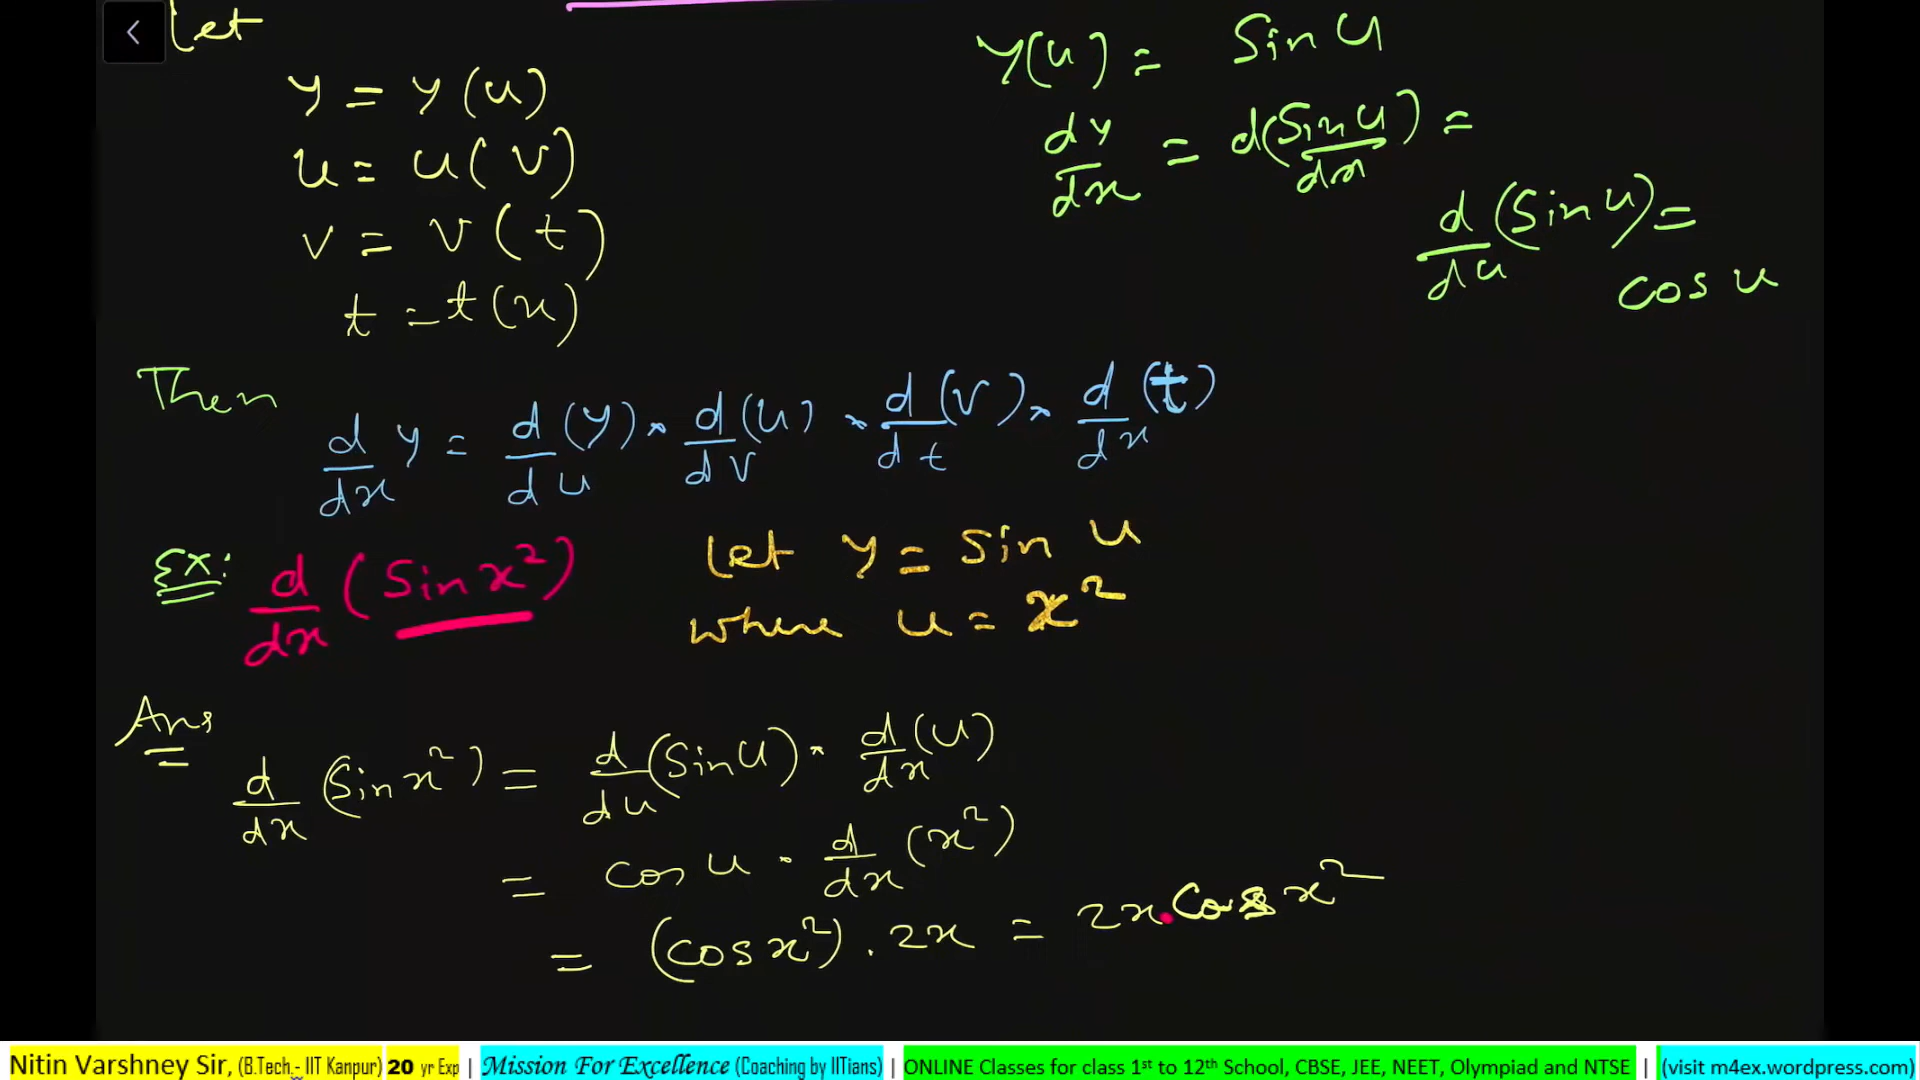 Let
y = y(u)
u = u(v)
v = v(t)
t = t(x)
Y(u) = Sin U
dy/dx = d(Sin U)/dx =
d/du (Sin u) =
cos u
Then
d/dx y = d/du (y) × d/dv (u) × d/dt (v) × d/dx (t)
Ex: d/dx (Sin x²)
Let y = Sin u
where u = x²
Ans
d/dx (Sin x²) = d/du (Sin U) · d/dx (U)
= cos u · d/dx (x²)
= (cos x²) . 2x = 2x . Cos x²
Nitin Varshney Sir, (B.Tech.- IIT Kanpur) 20 yr Exp | Mission For Excellence (Coaching by IITians) | ONLINE Classes for class 1st to 12th School, CBSE, JEE, NEET, Olympiad and NTSE | (visit m4ex.wordpress.com)